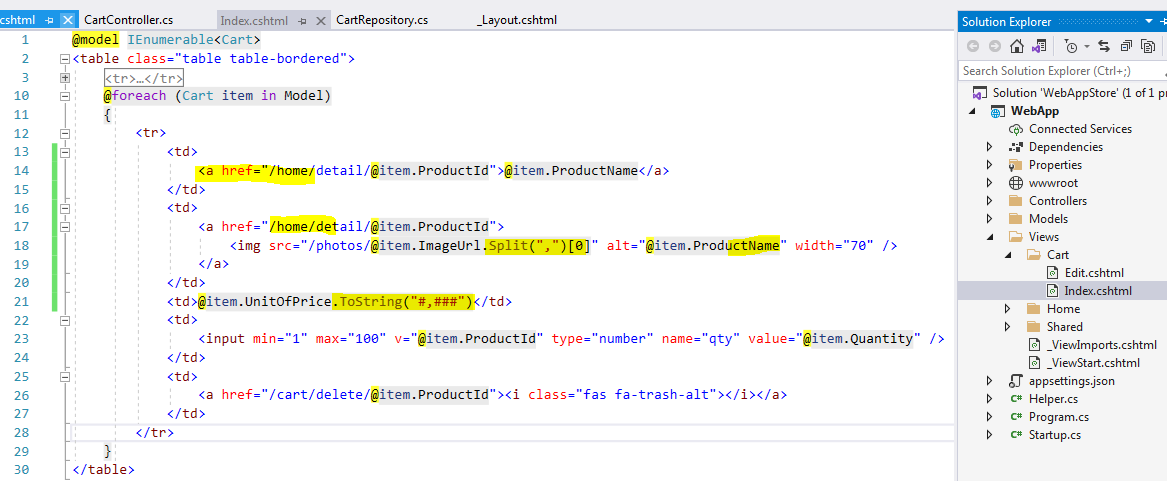 cshtml CartController.cs Index.cshtml CartRepository.cs _Layout.cshtml
1 @model IEnumerable<Cart>
2 <table class="table table-bordered">
3 <tr>…</tr>
10 @foreach (Cart item in Model)
11 {
12 <tr>
13 <td>
14 <a href="/home/detail/@item.ProductId">@item.ProductName</a>
15 </td>
16 <td>
17 <a href="/home/detail/@item.ProductId">
18 <img src="/photos/@item.ImageUrl.Split(",")[0]" alt="@item.ProductName" width="70" />
19 </a>
20 </td>
21 <td>@item.UnitOfPrice.ToString("#,###")</td>
22 <td>
23 <input min="1" max="100" v="@item.ProductId" type="number" name="qty" value="@item.Quantity" />
24 </td>
25 <td>
26 <a href="/cart/delete/@item.ProductId"><i class="fas fa-trash-alt"></i></a>
27 </td>
28 </tr>
29 }
30 </table>
Solution Explorer
Search Solution Explorer (Ctrl+;)
Solution 'WebAppStore' (1 of 1 pr
WebApp
Connected Services
Dependencies
Properties
wwwroot
Controllers
Models
Views
Cart
Edit.cshtml
Index.cshtml
Home
Shared
_ViewImports.cshtml
_ViewStart.cshtml
appsettings.json
C# Helper.cs
C# Program.cs
C# Startup.cs